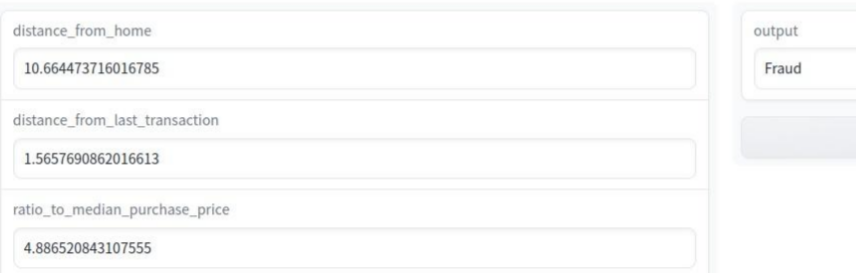 distance_from_home
10.664473716016785
distance_from_last_transaction
1.5657690862016613
ratio_to_median_purchase_price
4.886520843107555
output
Fraud